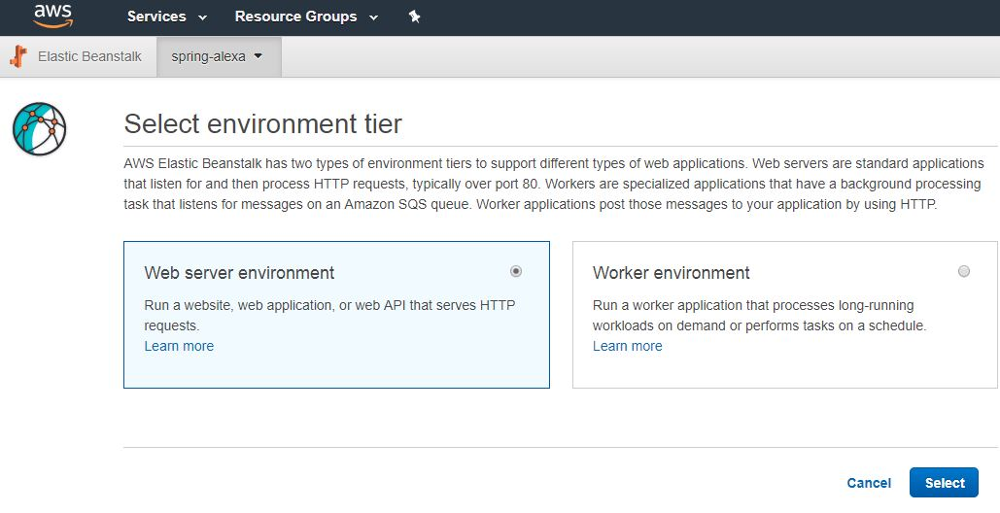 aws Services Resource Groups
Elastic Beanstalk spring-alexa
Select environment tier
AWS Elastic Beanstalk has two types of environment tiers to support different types of web applications. Web servers are standard applications
that listen for and then process HTTP requests, typically over port 80. Workers are specialized applications that have a background processing
task that listens for messages on an Amazon SQS queue. Worker applications post those messages to your application by using HTTP.
Web server environment
Run a website, web application, or web API that serves HTTP
requests.
Learn more
Worker environment
Run a worker application that processes long-running
workloads on demand or performs tasks on a schedule.
Learn more
Cancel Select